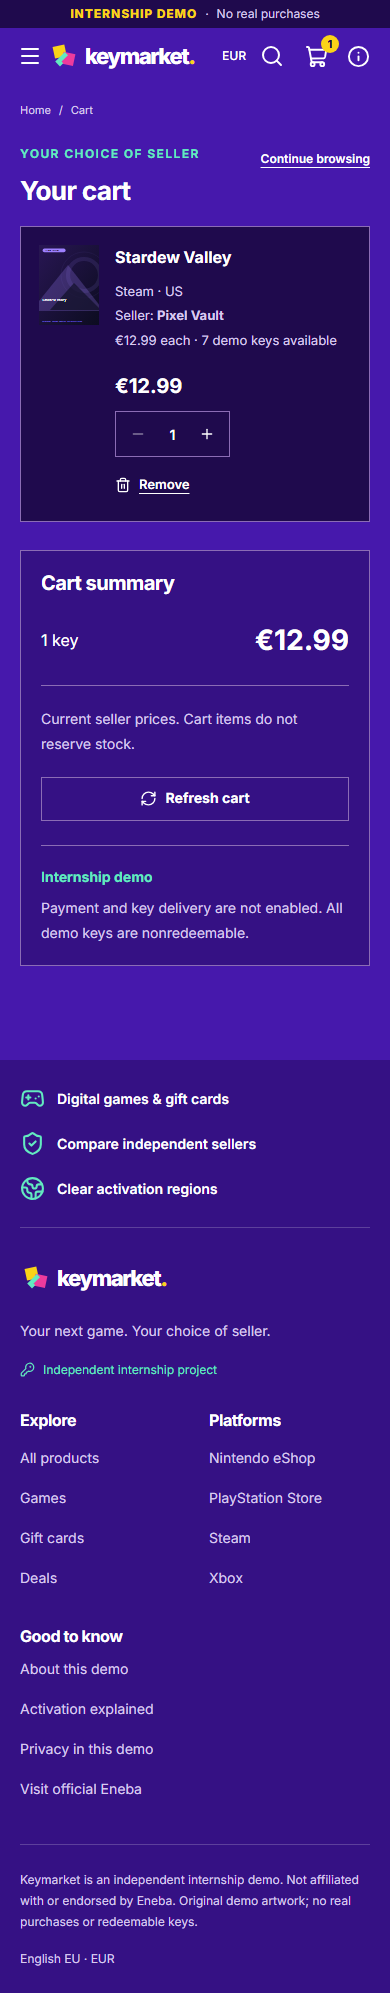 INTERNSHIP DEMO · No real purchases
keymarket.
EUR
1
Home / Cart
YOUR CHOICE OF SELLER
Continue browsing
Your cart
Stardew Valley
Steam · US
Seller: Pixel Vault
€12.99 each · 7 demo keys available
€12.99
− 1 +
Remove
Cart summary
1 key
€12.99
Current seller prices. Cart items do not
reserve stock.
Refresh cart
Internship demo
Payment and key delivery are not enabled. All
demo keys are nonredeemable.
Digital games & gift cards
Compare independent sellers
Clear activation regions
keymarket.
Your next game. Your choice of seller.
Independent internship project
Explore
All products
Games
Gift cards
Deals
Platforms
Nintendo eShop
PlayStation Store
Steam
Xbox
Good to know
About this demo
Activation explained
Privacy in this demo
Visit official Eneba
Keymarket is an independent internship demo. Not affiliated
with or endorsed by Eneba. Original demo artwork; no real
purchases or redeemable keys.
English EU · EUR